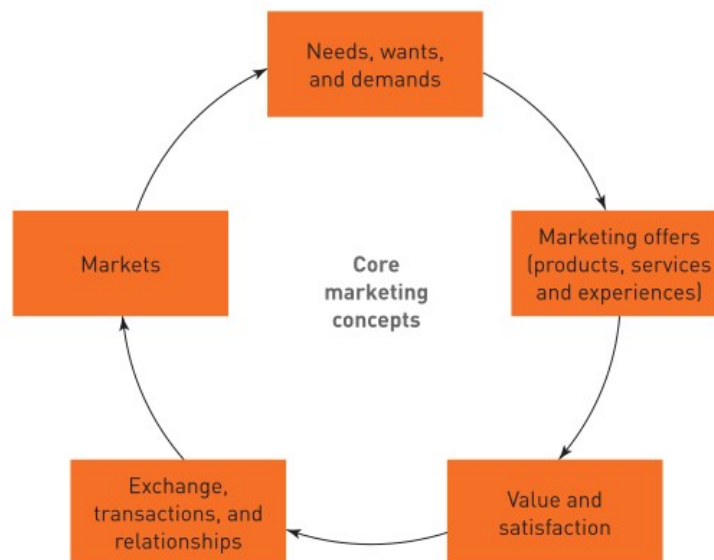 Needs, wants,
and demands
Marketing offers
(products, services
and experiences)
Value and
satisfaction
Exchange,
transactions, and
relationships
Markets
Core
marketing
concepts